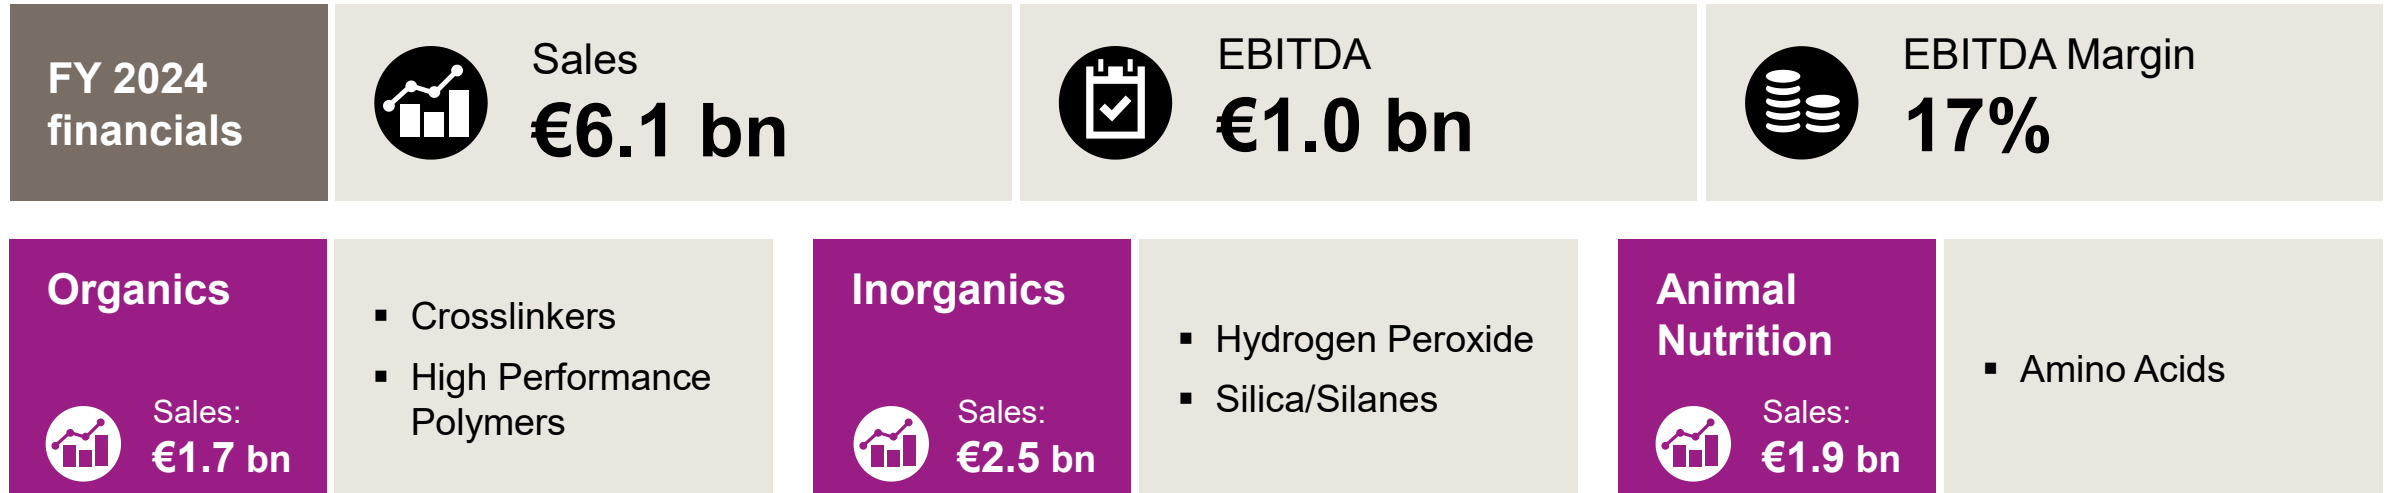 FY 2024
financials
Sales
€6.1 bn
EBITDA
€1.0 bn
EBITDA Margin
17%
Organics
Sales:
€1.7 bn
▪ Crosslinkers
▪ High Performance
Polymers
Inorganics
Sales:
€2.5 bn
▪ Hydrogen Peroxide
▪ Silica/Silanes
Animal
Nutrition
Sales:
€1.9 bn
▪ Amino Acids